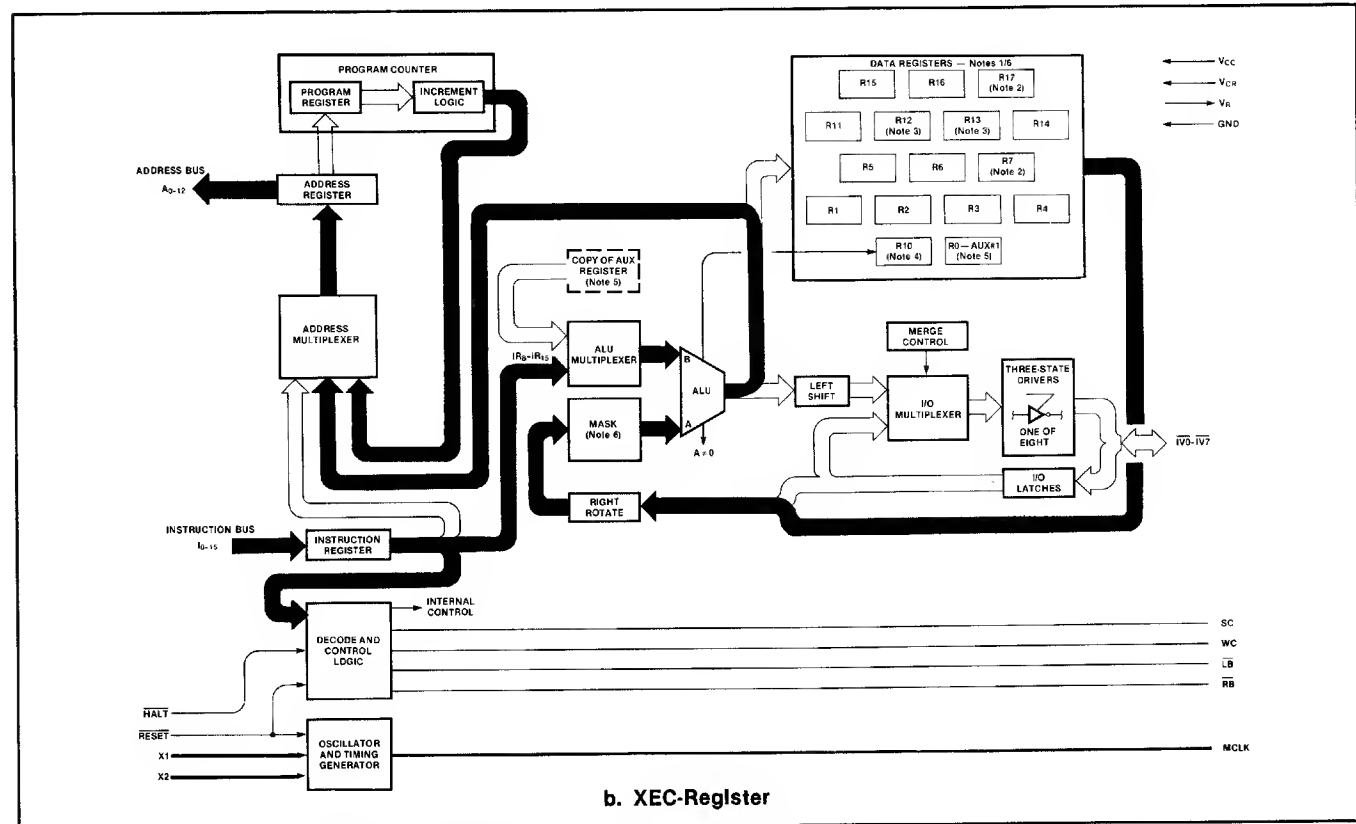 PROGRAM COUNTER
PROGRAM
REGISTER
INCREMENT
LOGIC
ADDRESS BUS
A0-12
ADDRESS
REGISTER
ADDRESS
MULTIPLEXER
INSTRUCTION BUS
I0-15
INSTRUCTION
REGISTER
DECODE AND
CONTROL
LOGIC
INTERNAL
CONTROL
HALT
RESET
X1
X2
OSCILLATOR
AND TIMING
GENERATOR
COPY OF AUX
REGISTER
(Note 5)
IR8-IR15
ALU
MULTIPLEXER
MASK
(Note 6)
RIGHT
ROTATE
B
ALU
A
A ≠ 0
LEFT
SHIFT
MERGE
CONTROL
I/O
MULTIPLEXER
THREE-STATE
DRIVERS
ONE OF
EIGHT
I/O
LATCHES
IV0-IV7
DATA REGISTERS — Notes 1/6
R15
R16
R17
(Note 2)
R11
R12
(Note 3)
R13
(Note 3)
R14
R5
R6
R7
(Note 2)
R1
R2
R3
R4
R10
(Note 4)
R0—AUX#1
(Note 5)
VCC
VCR
VR
GND
SC
WC
LB
RB
MCLK
b. XEC-Register